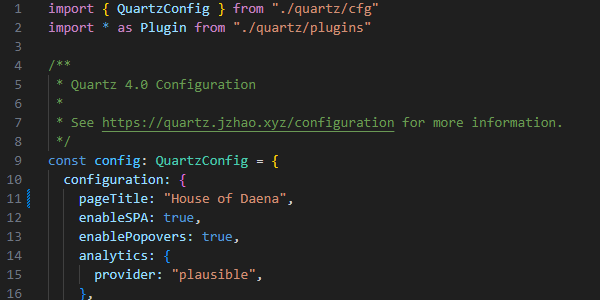 1 import { QuartzConfig } from "./quartz/cfg"
2 import * as Plugin from "./quartz/plugins"
3
4 /**
5  * Quartz 4.0 Configuration
6  *
7  * See https://quartz.jzhao.xyz/configuration for more information.
8  */
9 const config: QuartzConfig = {
10   configuration: {
11     pageTitle: "House of Daena",
12     enableSPA: true,
13     enablePopovers: true,
14     analytics: {
15       provider: "plausible",
16     },